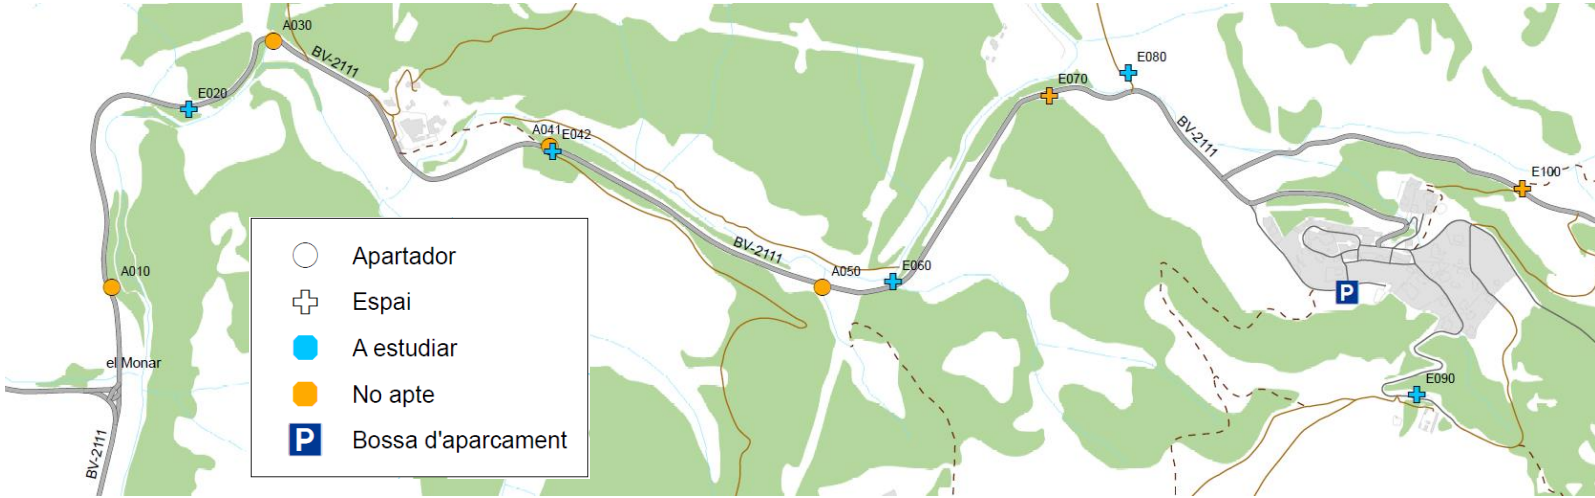 A030
BV-2111
E080
E070
E020
BV-2111
A041
E042
E100
BV-2111
A010
A050
E060
P
Apartador
Espai
el Monar
A estudiar
E090
No apte
BV-2111
P
Bossa d'aparcament